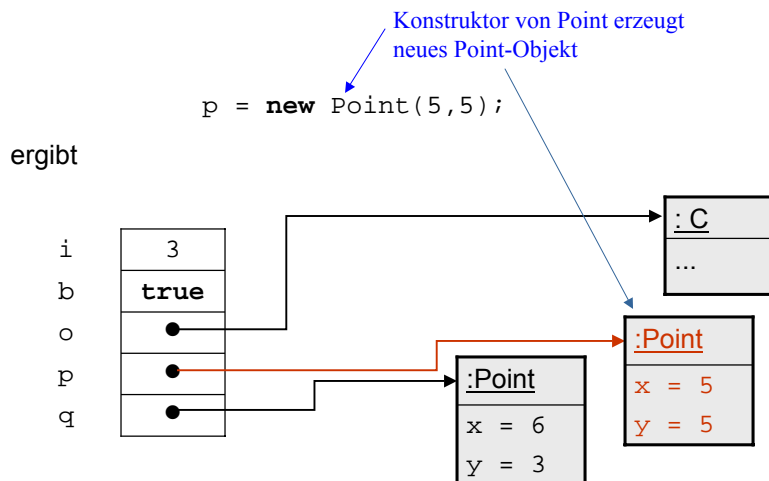 Konstruktor von Point erzeugt
neues Point-Objekt
p = new Point(5,5);
ergibt
i 3
b true
o
p
q
: C
...
:Point
x = 5
y = 5
:Point
x = 6
y = 3